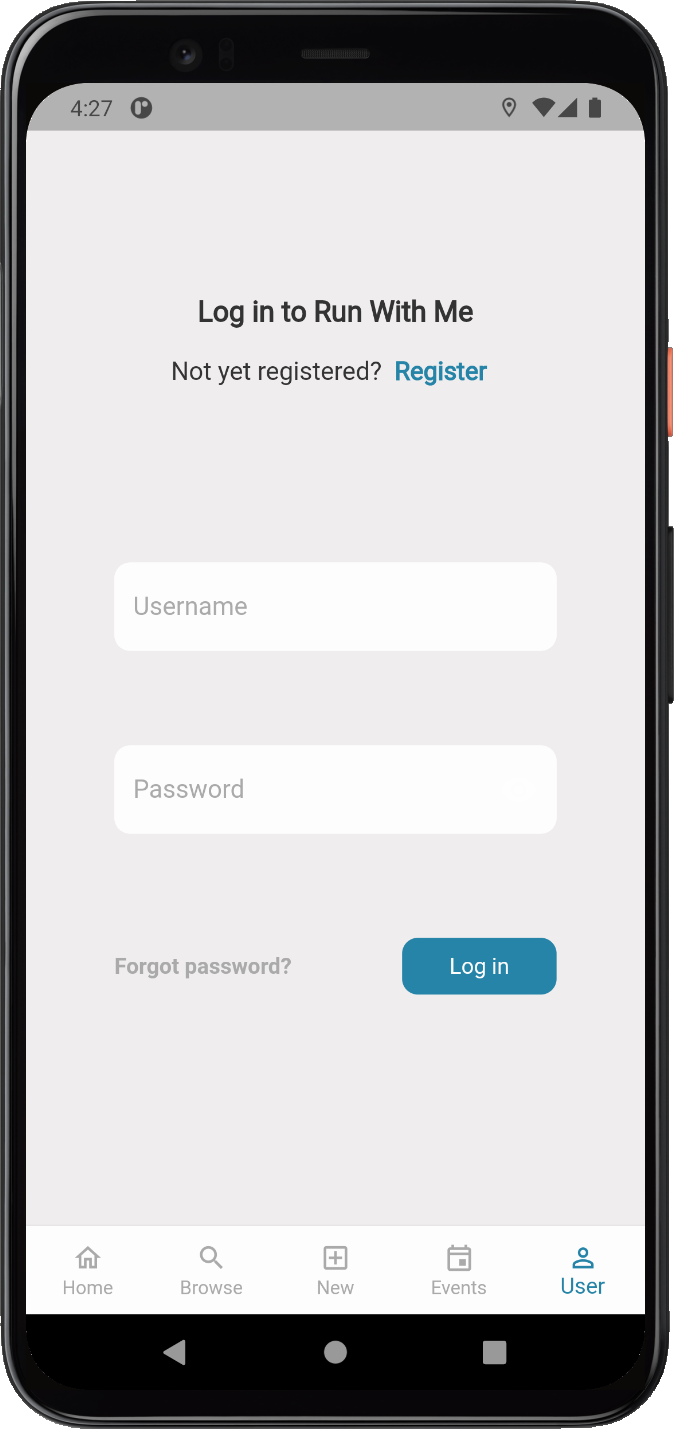 4:27
Log in to Run With Me
Not yet registered? Register
Username
Password
Forgot password? Log in
Home Browse New Events User